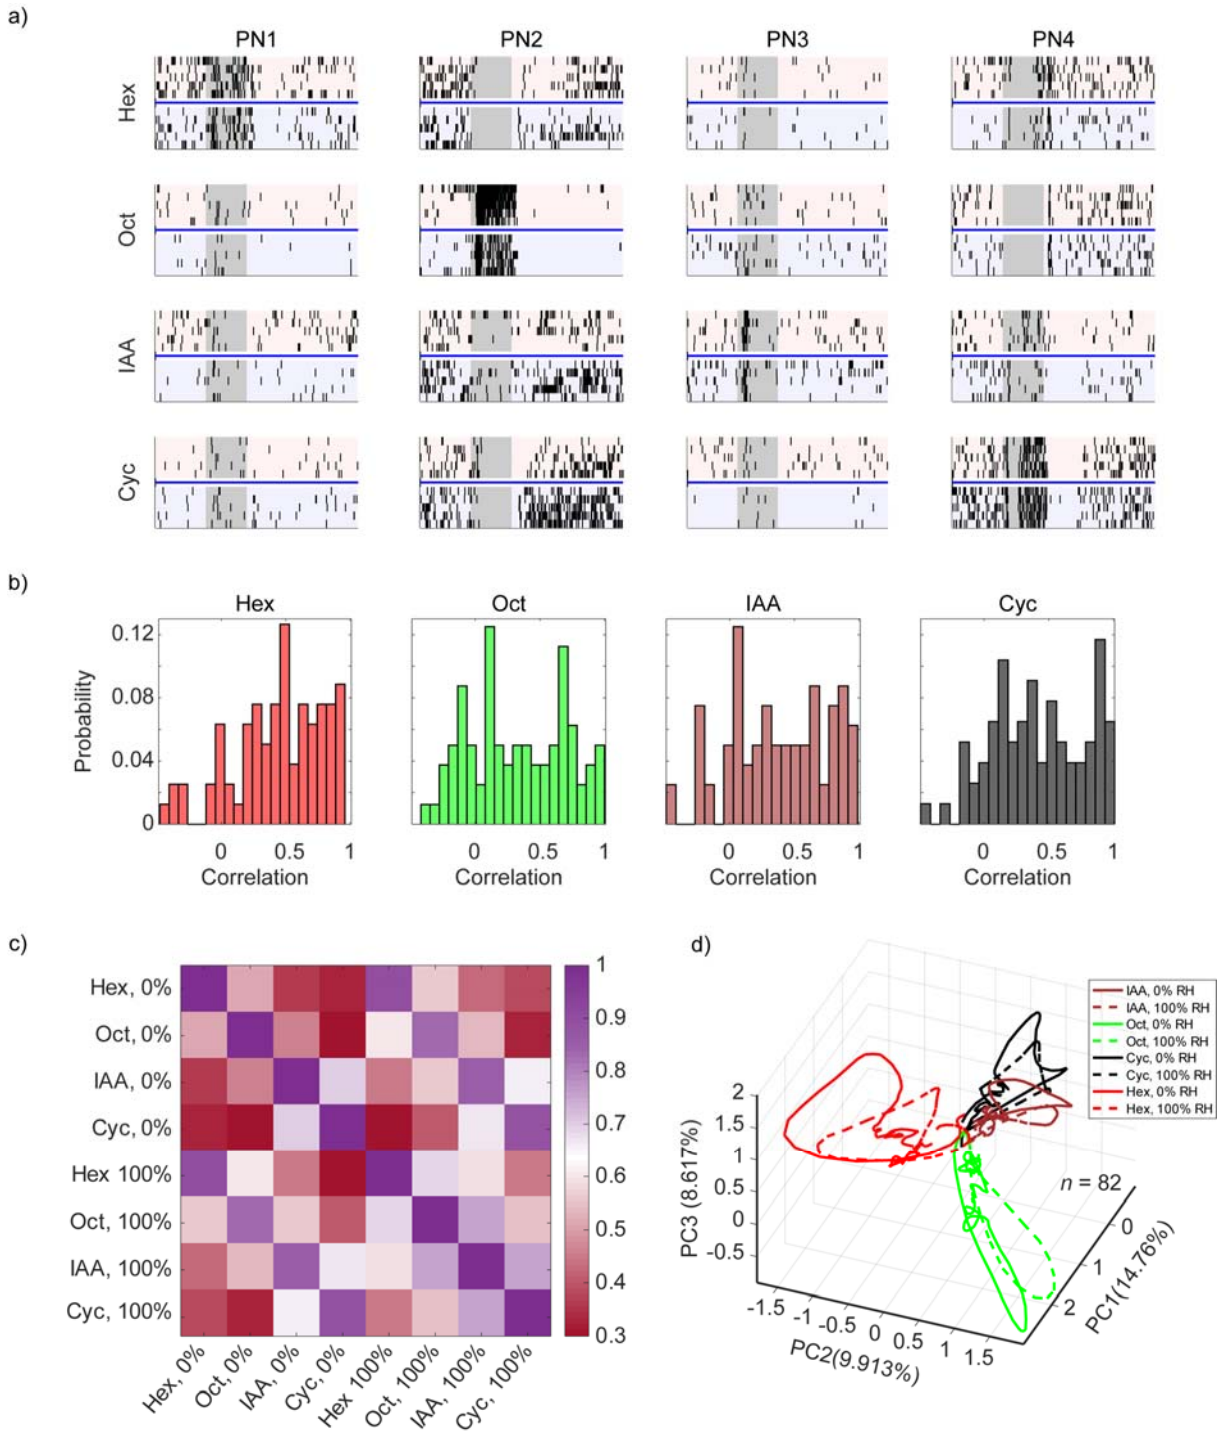 a)
PN1 PN2 PN3 PN4
Hex
Oct
IAA
Cyc
b)
Hex Oct IAA Cyc
Probability
0.12
0.08
0.04
0
0 0.5 1 0 0.5 1 0 0.5 1 0 0.5 1
Correlation Correlation Correlation Correlation
c)
Hex, 0%
Oct, 0%
IAA, 0%
Cyc, 0%
Hex 100%
Oct, 100%
IAA, 100%
Cyc, 100%
Hex, 0% Oct, 0% IAA, 0% Cyc, 0% Hex 100% Oct, 100% IAA, 100% Cyc, 100%
1
0.9
0.8
0.7
0.6
0.5
0.4
0.3
d)
IAA, 0% RH
IAA, 100% RH
Oct, 0% RH
Oct, 100% RH
Cyc, 0% RH
Cyc, 100% RH
Hex, 0% RH
Hex, 100% RH
n = 82
PC3 (8.617%)
2
1.5
1
0.5
0
-0.5
-1.5 -1 -0.5 0 0.5 1 1.5
PC2(9.913%)
0
1
2
PC1(14.76%)